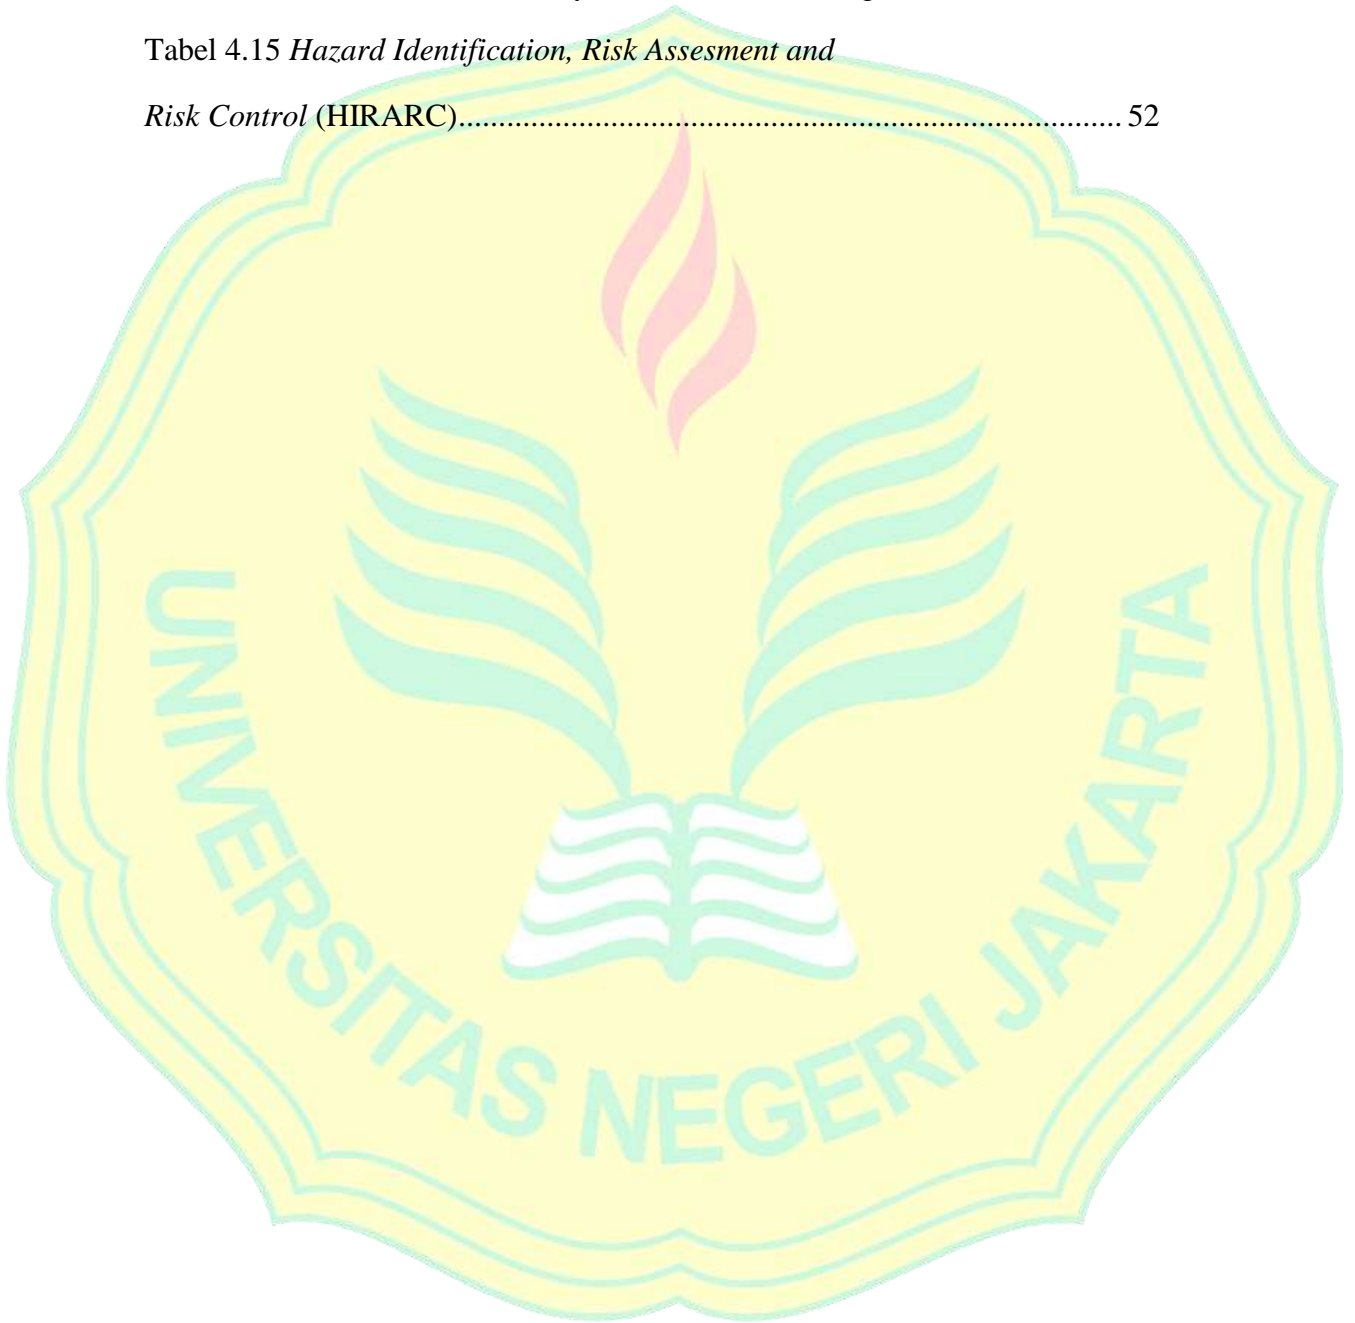 Tabel 4.15 Hazard Identification, Risk Assesment and
Risk Control (HIRARC)................................................................................... 52
UNIVERSITAS NEGERI JAKARTA